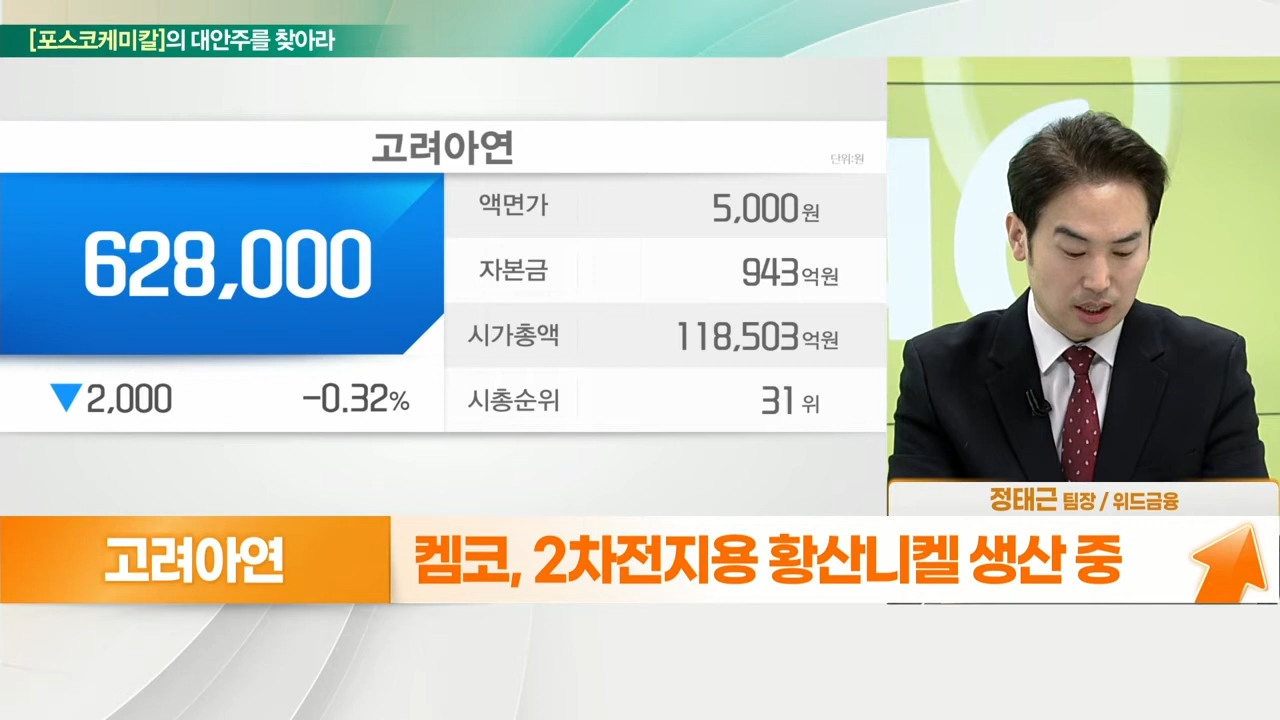 [포스코케미칼]의 대안주를 찾아라
고려아연
단위:원
628,000
▼2,000 -0.32%
액면가 5,000원
자본금 943억원
시가총액 118,503억원
시총순위 31위
정태근 팀장 / 위드금융
고려아연
켐코, 2차전지용 황산니켈 생산 중